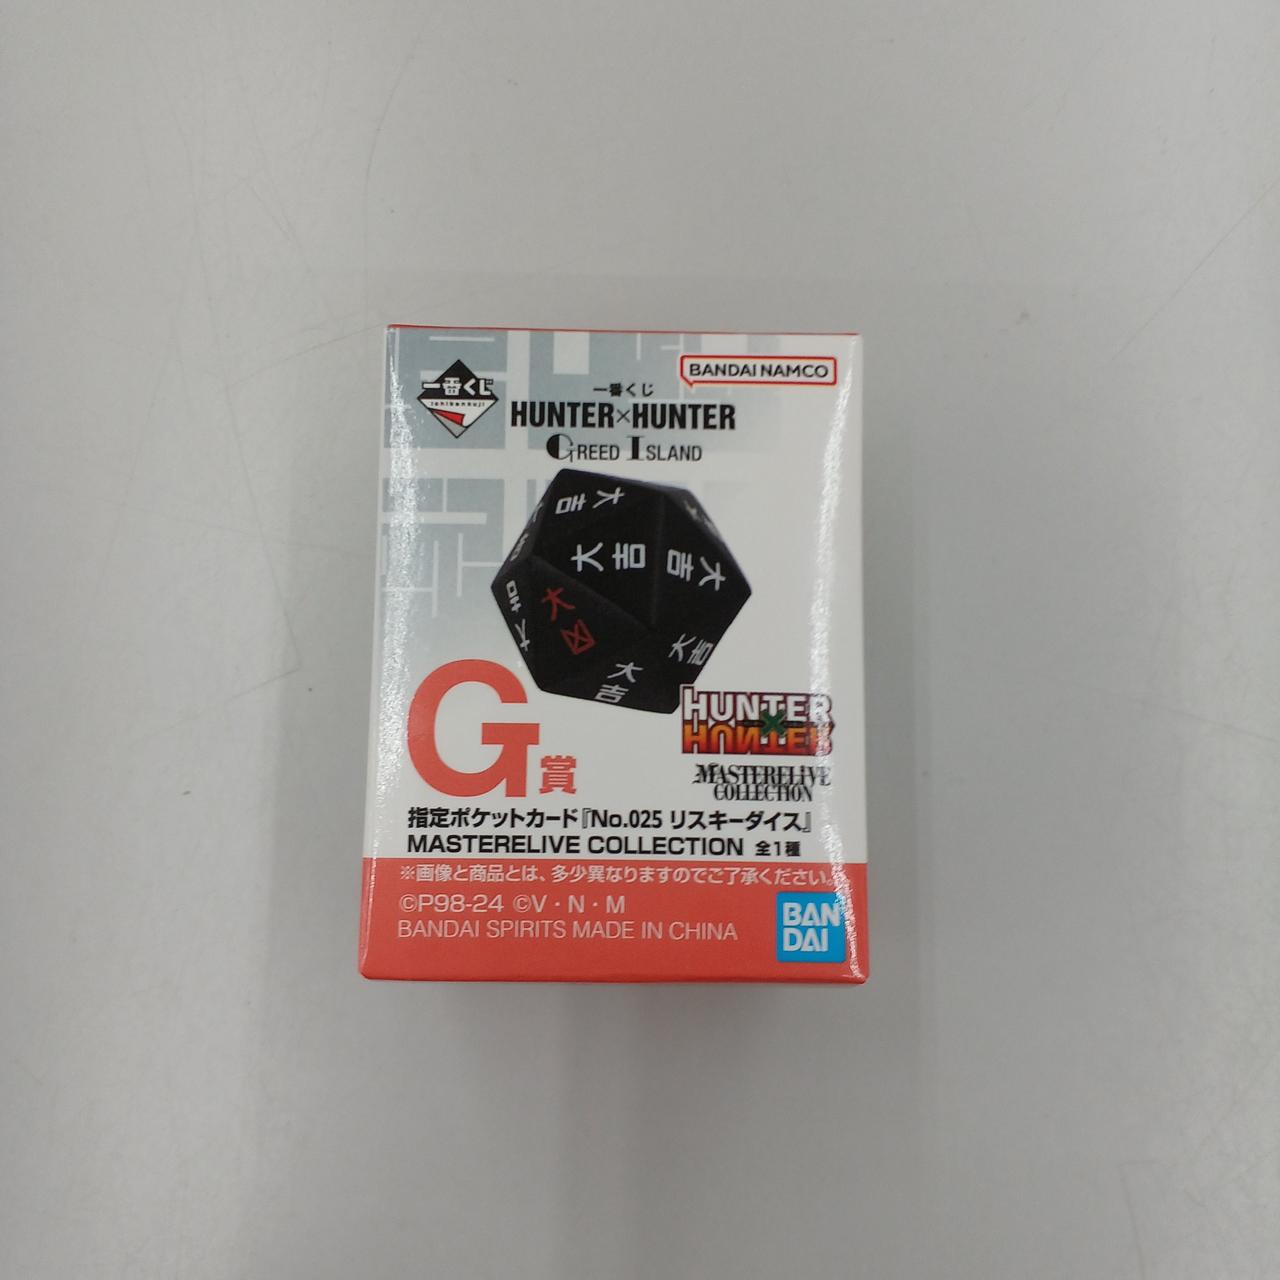 一番くじ
ichibankuji
BANDAI NAMCO
一番くじ
HUNTER×HUNTER
GREED ISLAND
大吉
大吉
大吉
大吉
大凶
大吉
大吉
G賞
HUNTER
×
HUNTER
MASTERELIVE
COLLECTION
指定ポケットカード『No.025 リスキーダイス』
MASTERELIVE COLLECTION 全1種
※画像と商品とは、多少異なりますのでご了承ください。
©P98-24 ©V・N・M
BANDAI SPIRITS MADE IN CHINA
BAN
DAI